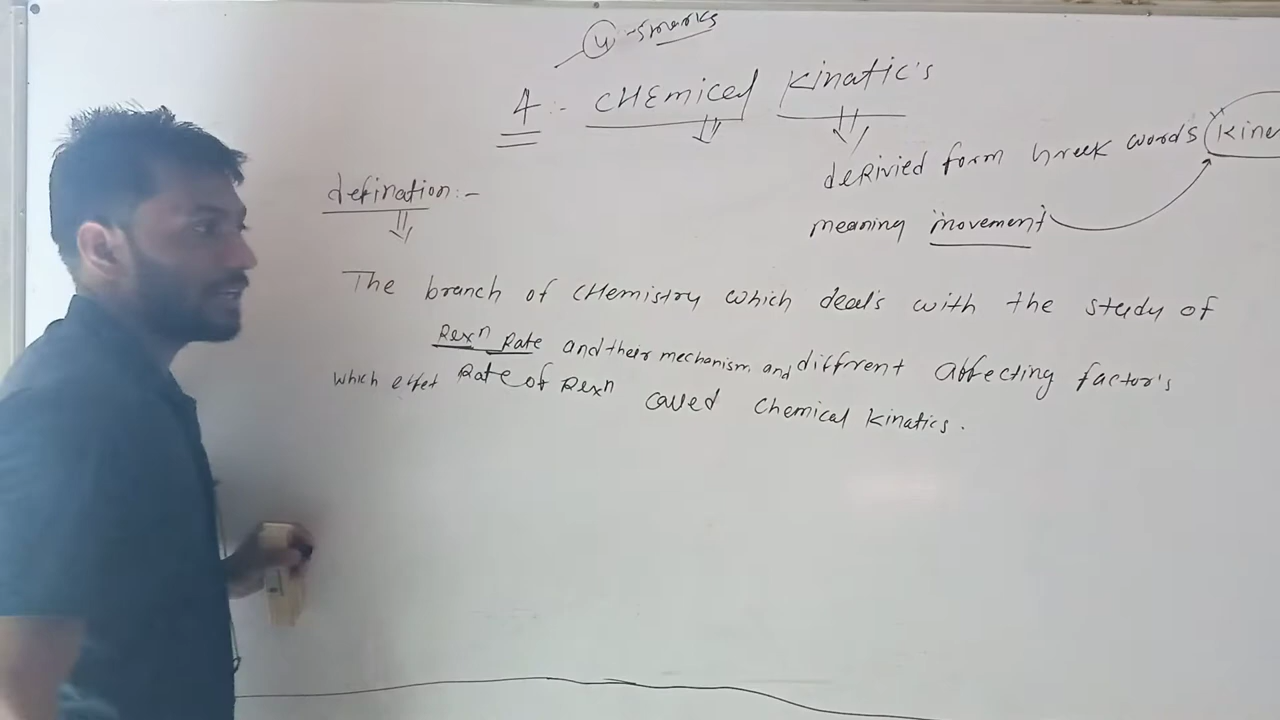 4 -5marks
4:- CHEmical Kinatic's
derivied form Greek words (Kine
meaning movement
defination:-
The branch of CHemistry which deals with the study of
Rexn Rate and their mechanism and diffrent affecting factor's
which effet Rate of Rexn called chemical kinatics.